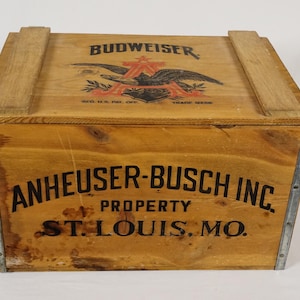 BUDWEISER.
REG. U.S. PAT. OFF. TRADE MARK
ANHEUSER-BUSCH INC.
PROPERTY
ST. LOUIS, MO.